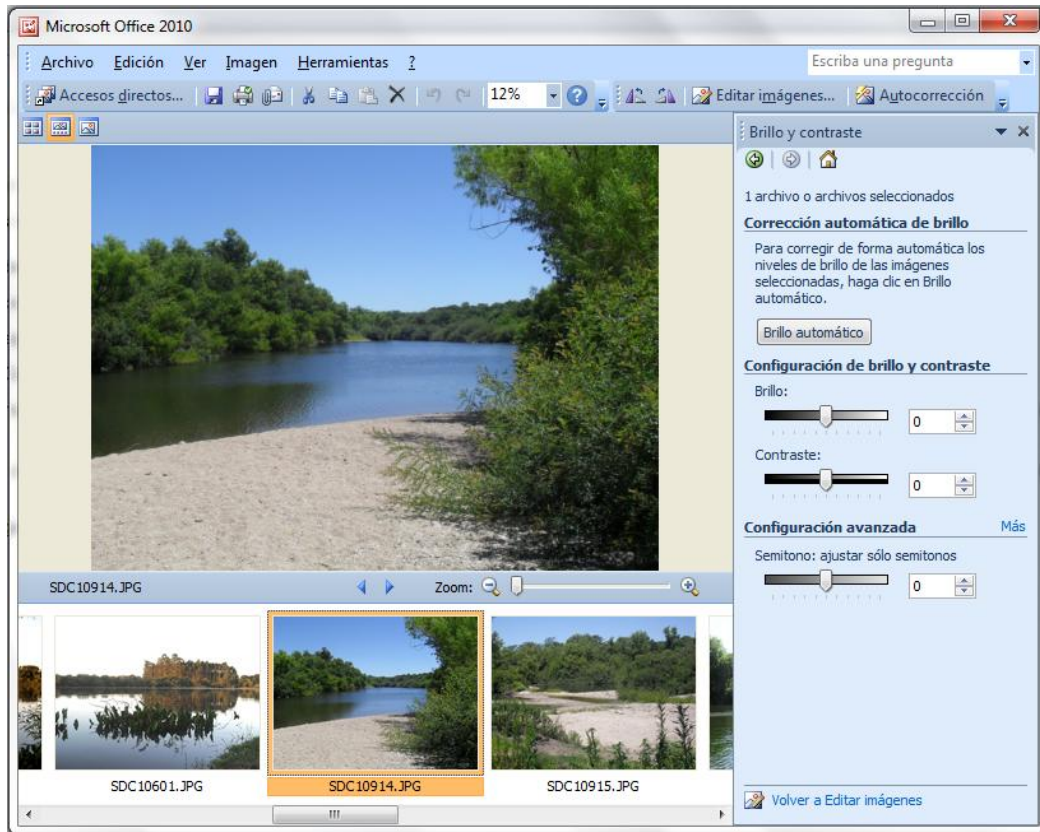 Microsoft Office 2010
Archivo Edición Ver Imagen Herramientas ?
Escriba una pregunta
Accesos directos...
12%
Editar imágenes...
Autocorrección
Brillo y contraste
1 archivo o archivos seleccionados
Corrección automática de brillo
Para corregir de forma automática los
niveles de brillo de las imágenes
seleccionadas, haga clic en Brillo
automático.
Brillo automático
Configuración de brillo y contraste
Brillo:
0
Contraste:
0
Configuración avanzada Más
Semitono: ajustar sólo semitonos
0
Volver a Editar imágenes
SDC10914.JPG
Zoom:
SDC10601.JPG
SDC10914.JPG
SDC10915.JPG